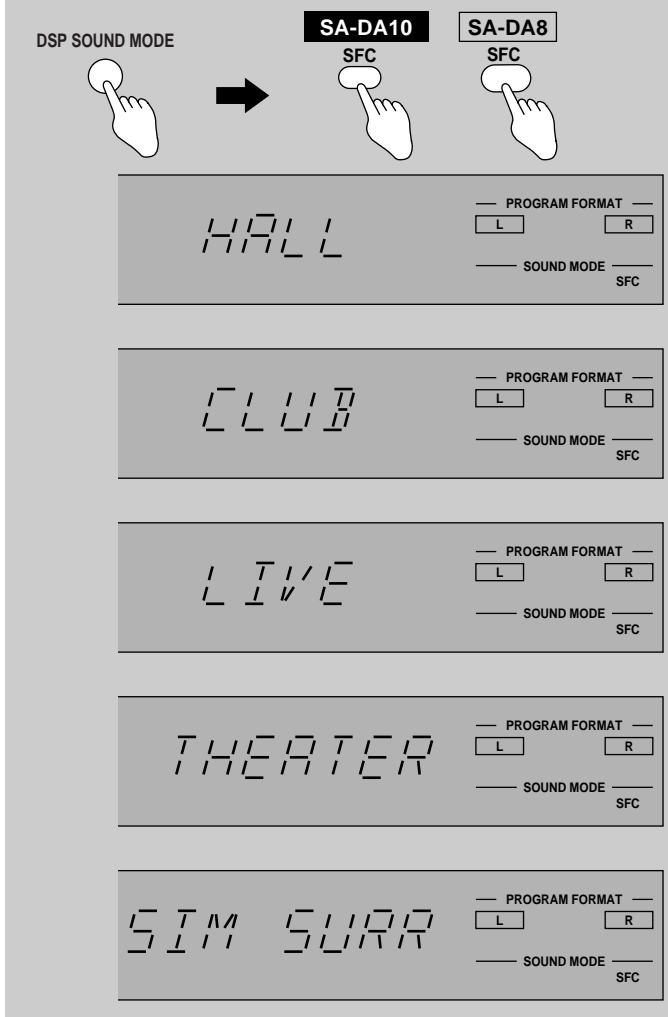 SA-DA10 SA-DA8
DSP SOUND MODE SFC SFC
HALL
PROGRAM FORMAT
L R
SOUND MODE
SFC
CLUB
PROGRAM FORMAT
L R
SOUND MODE
SFC
LIVE
PROGRAM FORMAT
L R
SOUND MODE
SFC
THEATER
PROGRAM FORMAT
L R
SOUND MODE
SFC
SIM SURR
PROGRAM FORMAT
L R
SOUND MODE
SFC